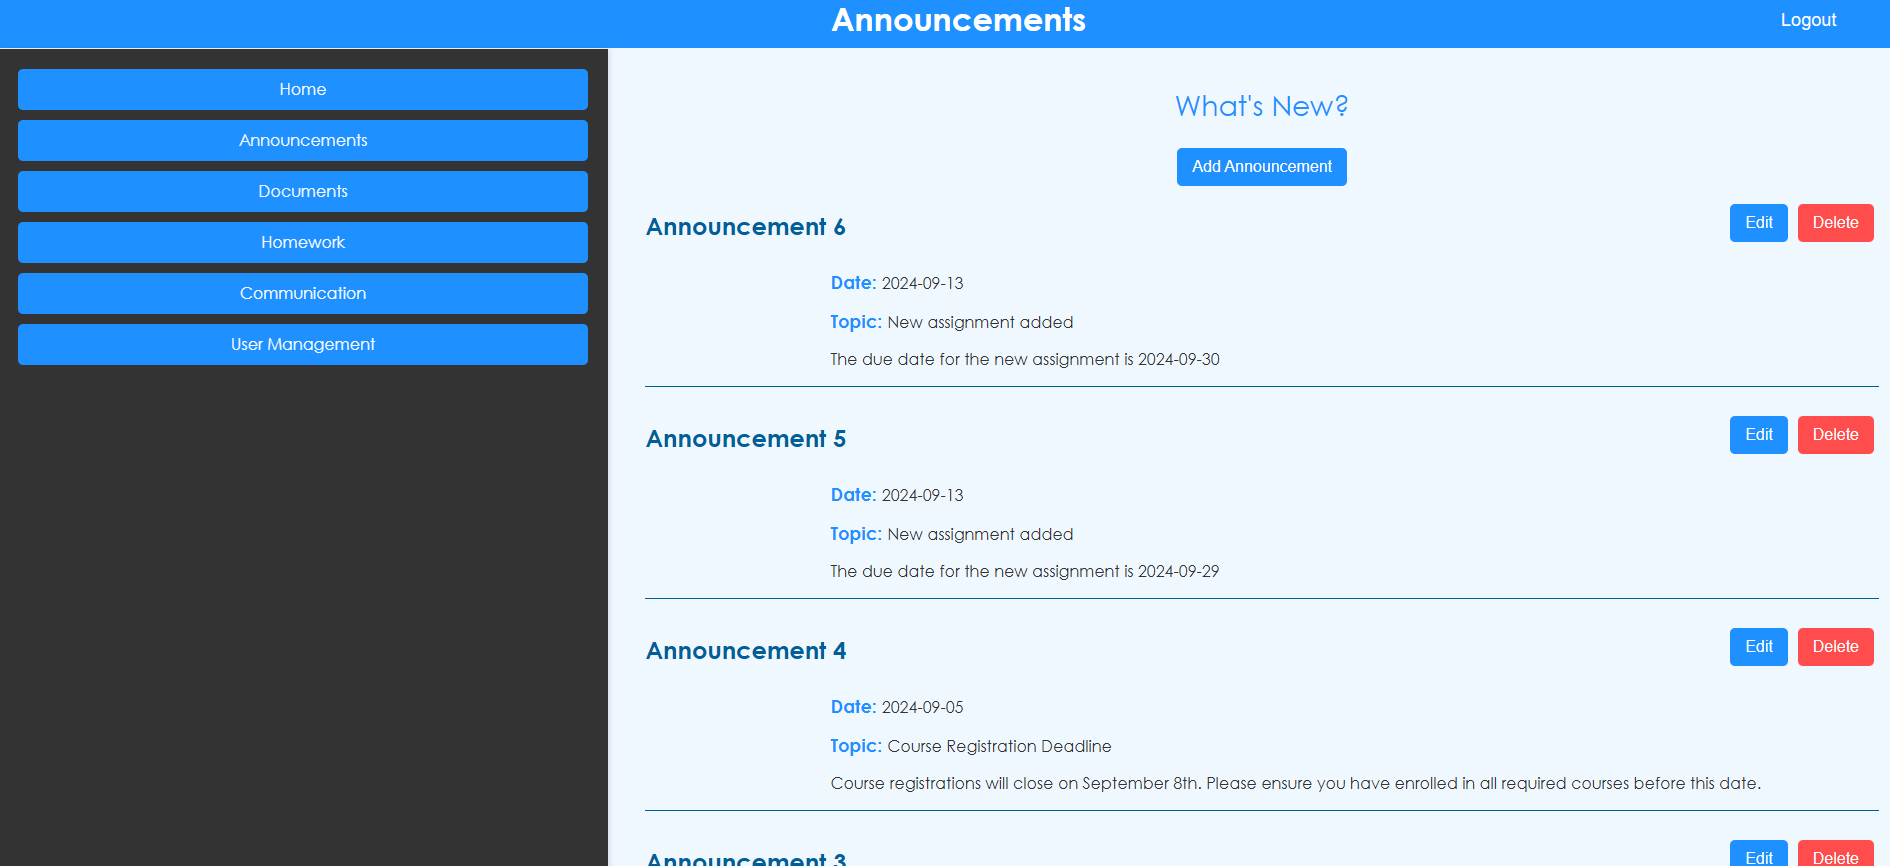 Announcements
Logout
Home
Announcements
Documents
Homework
Communication
User Management
What's New?
Add Announcement
Announcement 6
Edit Delete
Date: 2024-09-13
Topic: New assignment added
The due date for the new assignment is 2024-09-30
Announcement 5
Edit Delete
Date: 2024-09-13
Topic: New assignment added
The due date for the new assignment is 2024-09-29
Announcement 4
Edit Delete
Date: 2024-09-05
Topic: Course Registration Deadline
Course registrations will close on September 8th. Please ensure you have enrolled in all required courses before this date.
Announcement 3
Edit Delete